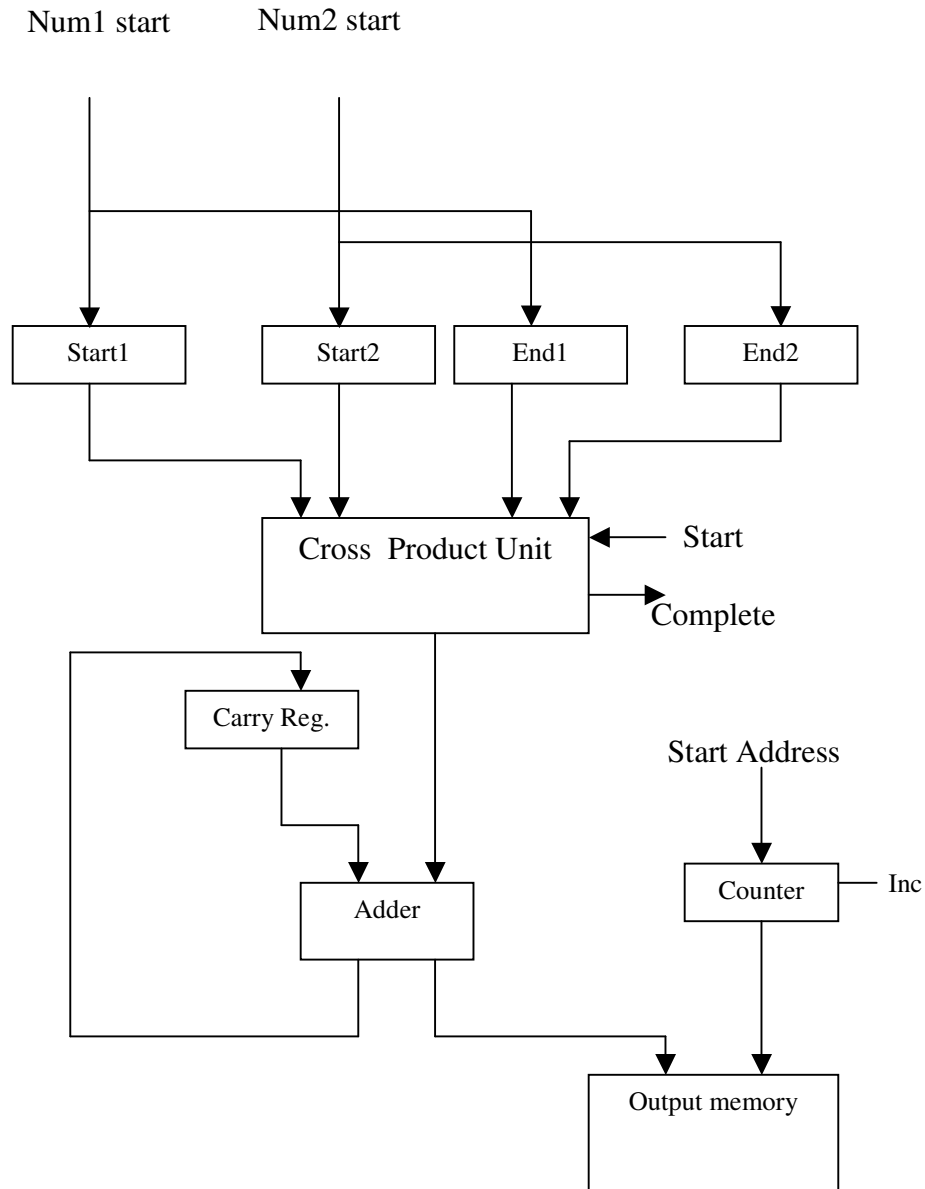 Num1 start
Num2 start
Start1
Start2
End1
End2
Cross Product Unit
Start
Complete
Carry Reg.
Start Address
Counter
Inc
Adder
Output memory